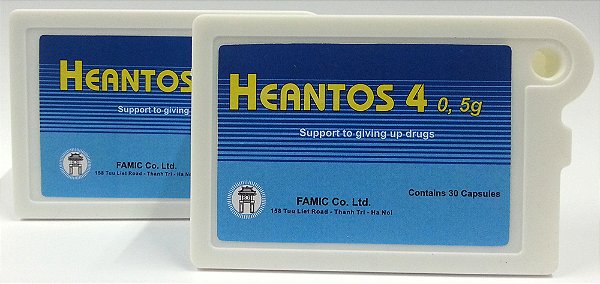 HEANTOS
Support to giving
FAMIC Co. Ltd.
158 Tuu Liet Road - Thanh Tri - Ha Noi
HEANTOS 4 0, 5g
Support to giving up drugs
Contains 30 Capsules
FAMIC Co. Ltd.
158 Tuu Liet Road - Thanh Tri - Ha Noi